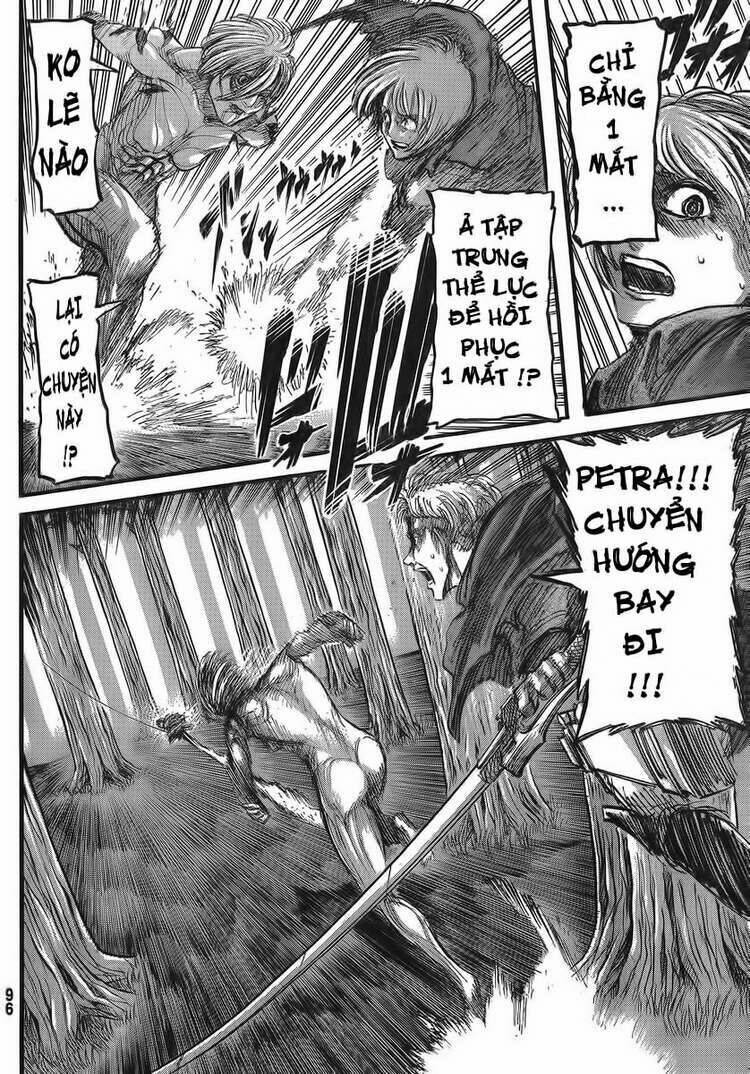 CHỈ
BẰNG
1
MẮT
...
Ả TẬP
TRUNG
THỂ LỰC
ĐỂ HỒI
PHỤC
1 MẮT !?
KO
LẼ
NÀO
LẠI
CÓ
CHUYỆN
NÀY
!?
PETRA!!!
CHUYỂN
HƯỚNG
BAY
ĐI
!!!
96